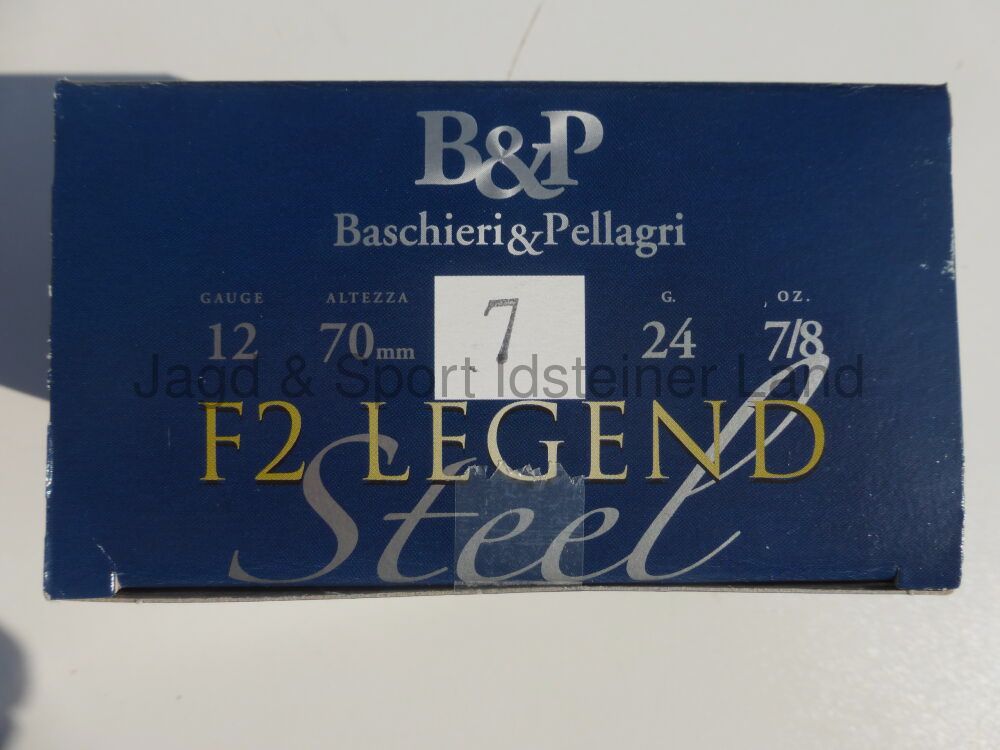 B&P
Baschieri&Pellagri
GAUGE ALTEZZA G. OZ.
12 70mm 7 24 7/8
Jagd & Sport Idsteiner Land
F2 LEGEND
Steel